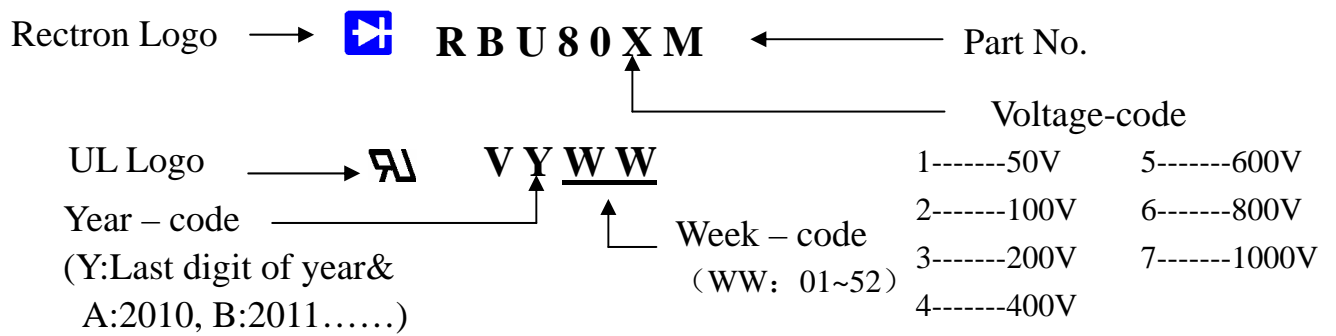 Rectron Logo RBU80XM Part No.
Voltage-code
UL Logo VYWW
1-------50V 5-------600V
Year – code
2-------100V 6-------800V
Week – code
(Y:Last digit of year&
3-------200V 7-------1000V
（WW：01~52）
A:2010, B:2011……)
4-------400V